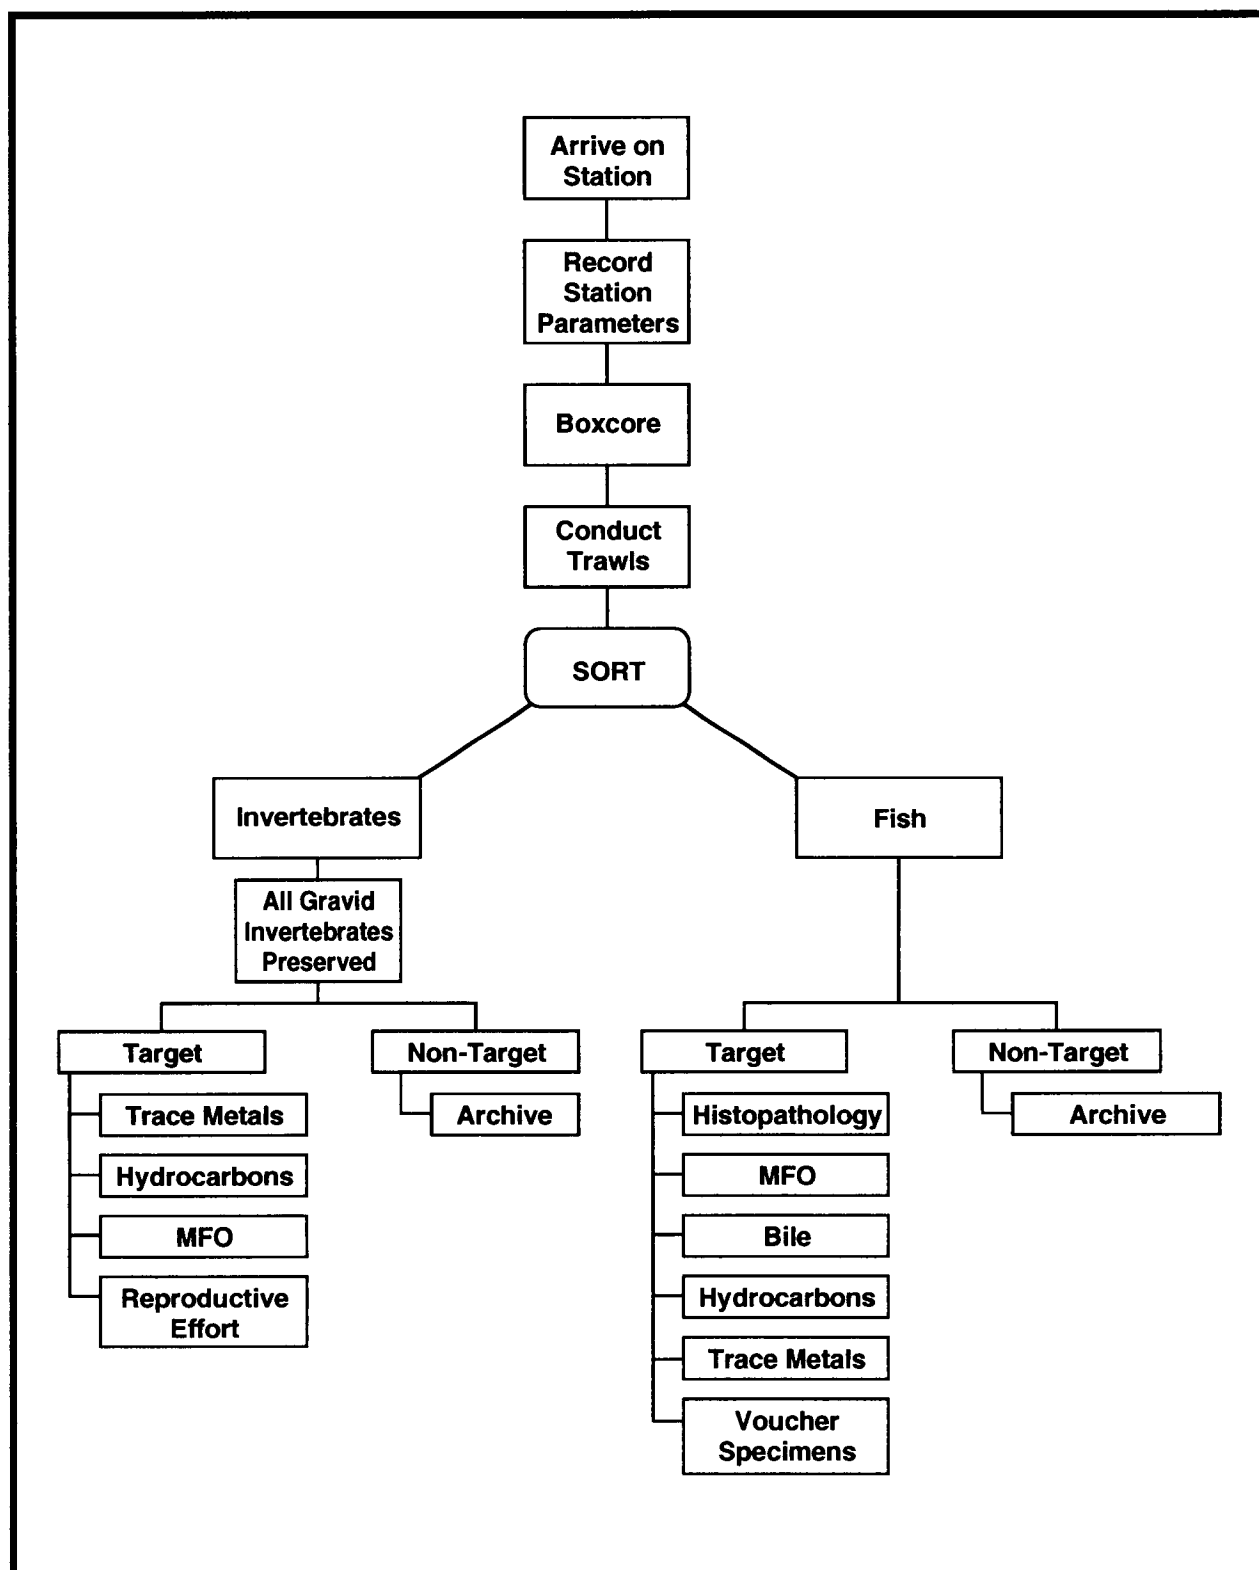 Arrive on
Station
Record
Station
Parameters
Boxcore
Conduct
Trawls
SORT
Invertebrates
Fish
All Gravid
Invertebrates
Preserved
Target
Non-Target
Target
Non-Target
Trace Metals
Archive
Histopathology
Archive
Hydrocarbons
MFO
MFO
Bile
Reproductive
Effort
Hydrocarbons
Trace Metals
Voucher
Specimens